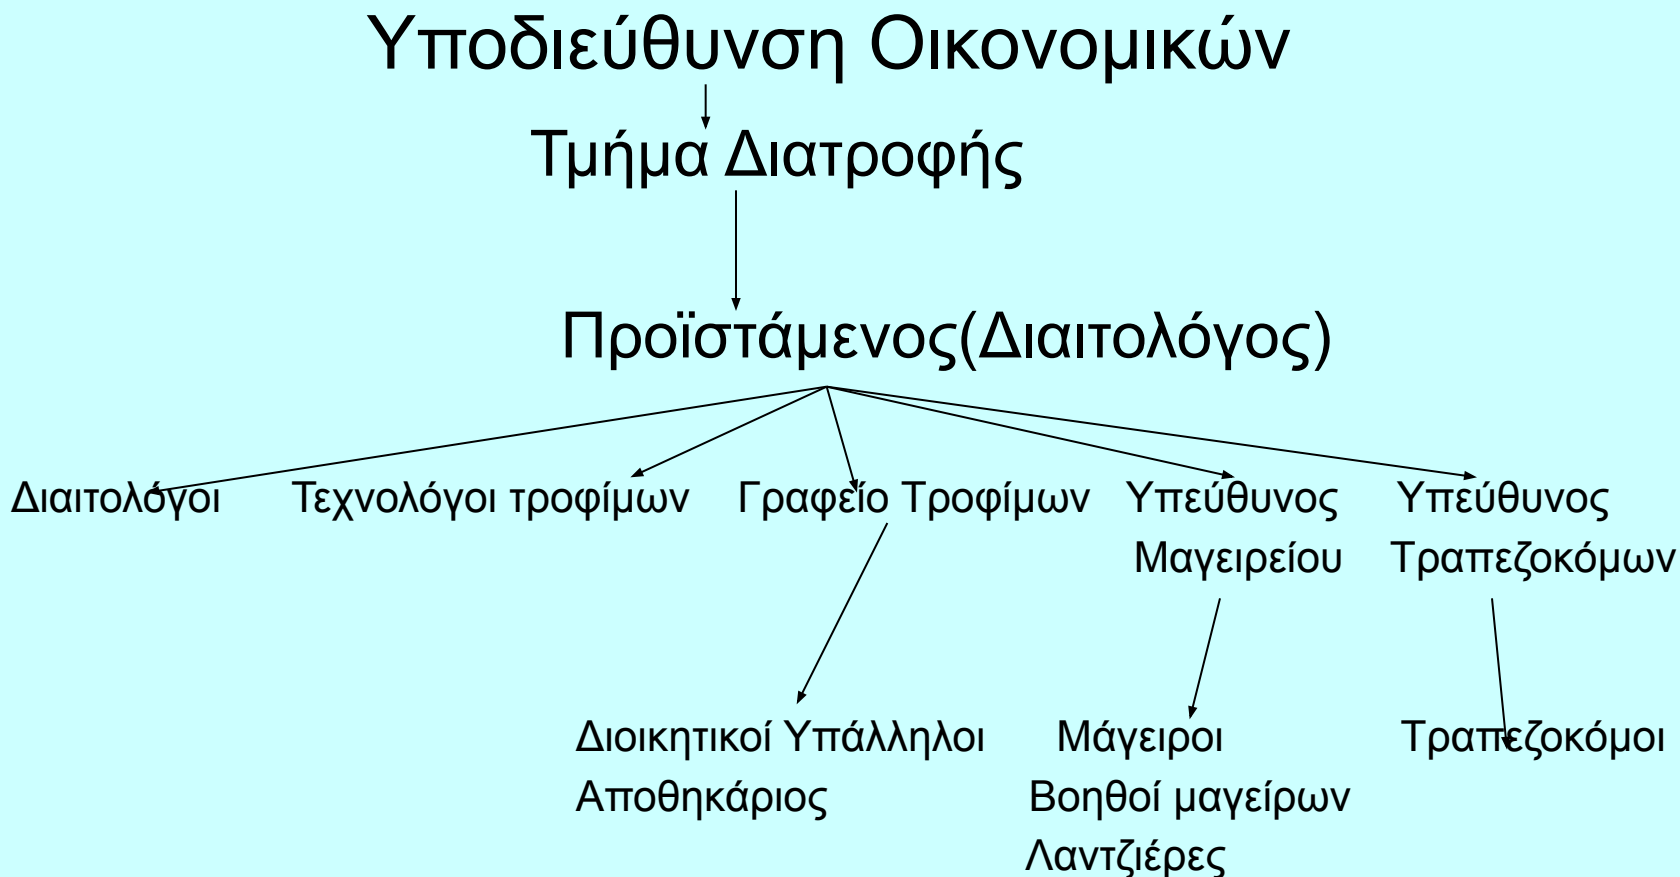 Υποδιεύθυνση Οικονομικών
Τμήμα Διατροφής
Προϊστάμενος(Διαιτολόγος)
Διαιτολόγοι Τεχνολόγοι τροφίμων Γραφείο Τροφίμων Υπεύθυνος Υπεύθυνος
Μαγειρείου Τραπεζοκόμων
Διοικητικοί Υπάλληλοι Μάγειροι Τραπεζοκόμοι
Αποθηκάριος Βοηθοί μαγείρων
Λαντζιέρες